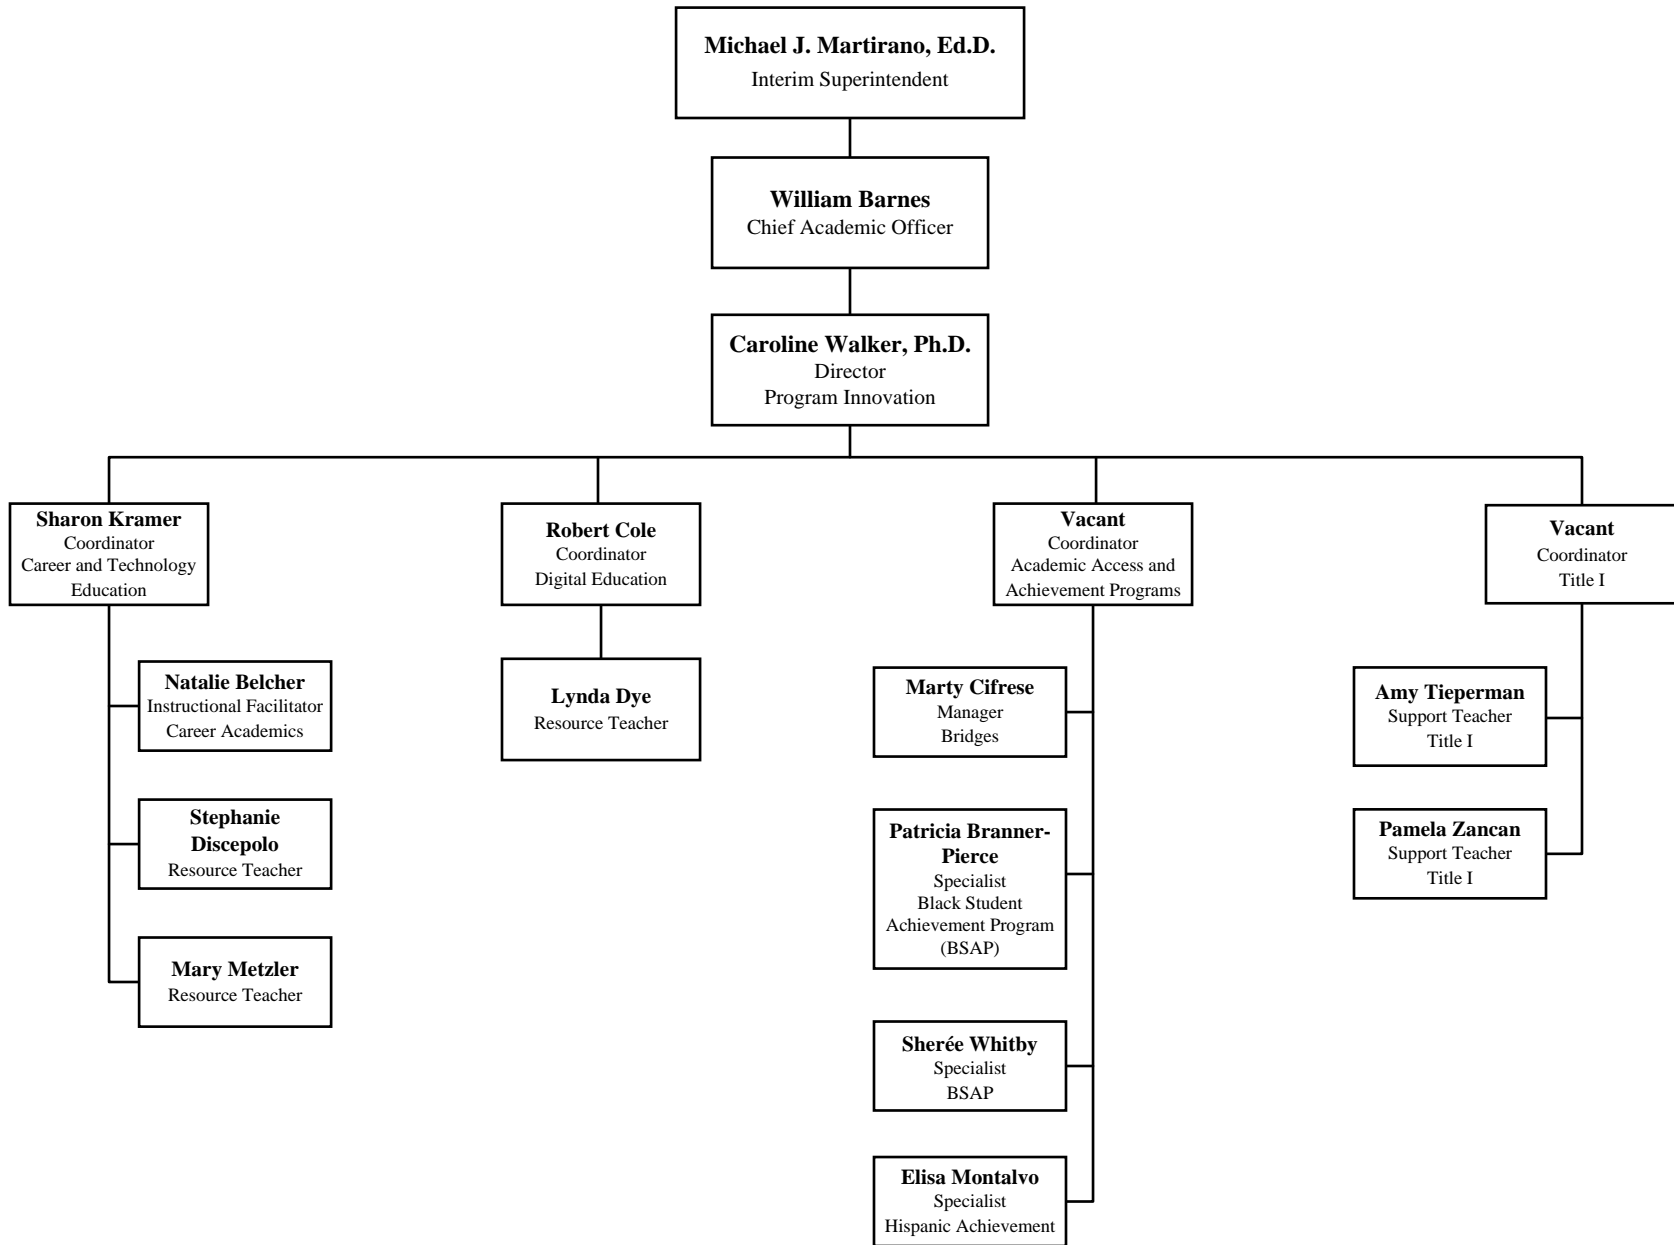 Michael J. Martirano, Ed.D.
Interim Superintendent
William Barnes
Chief Academic Officer
Caroline Walker, Ph.D.
Director
Program Innovation
Sharon Kramer
Coordinator
Career and Technology
Education
Natalie Belcher
Instructional Facilitator
Career Academics
Stephanie
Discepolo
Resource Teacher
Mary Metzler
Resource Teacher
Robert Cole
Coordinator
Digital Education
Lynda Dye
Resource Teacher
Vacant
Coordinator
Academic Access and
Achievement Programs
Marty Cifrese
Manager
Bridges
Patricia Branner-
Pierce
Specialist
Black Student
Achievement Program
(BSAP)
Sherée Whitby
Specialist
BSAP
Elisa Montalvo
Specialist
Hispanic Achievement
Vacant
Coordinator
Title I
Amy Tieperman
Support Teacher
Title I
Pamela Zancan
Support Teacher
Title I